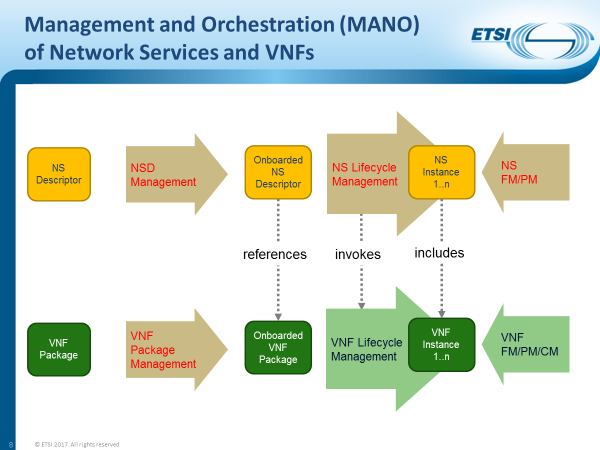 Management and Orchestration (MANO)
of Network Services and VNFs
ETSI
NS
Descriptor
NSD
Management
Onboarded
NS
Descriptor
NS Lifecycle
Management
NS
Instance
1..n
NS
FM/PM
references
invokes
includes
VNF
Package
VNF
Package
Management
Onboarded
VNF
Package
VNF Lifecycle
Management
VNF
Instance
1..n
VNF
FM/PM/CM
8
© ETSI 2017. All rights reserved